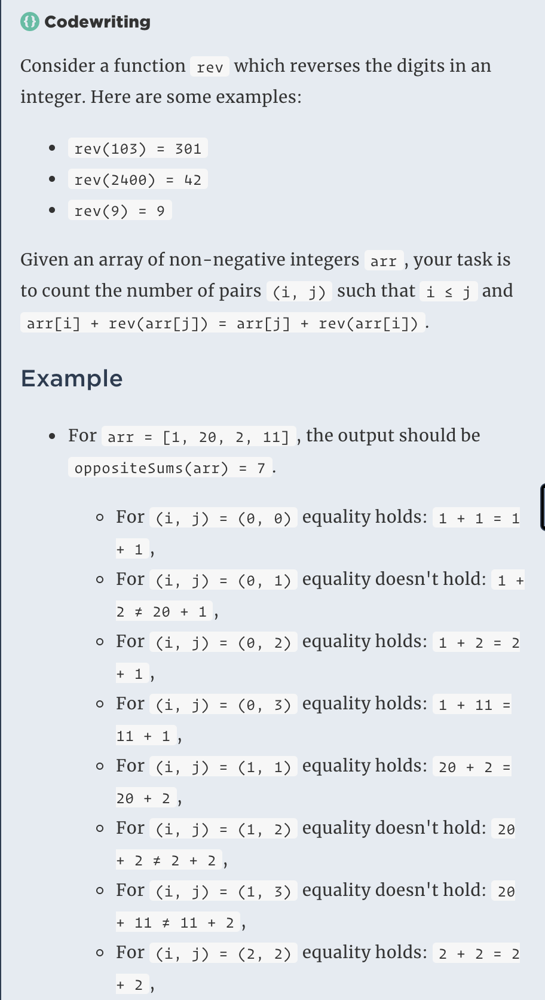 Codewriting
Consider a function rev which reverses the digits in an
integer. Here are some examples:
• rev(103) = 301
• rev(2400) = 42
• rev(9) = 9
Given an array of non-negative integers arr, your task is
to count the number of pairs (i, j) such that i ≤ j and
arr[i] + rev(arr[j]) = arr[j] + rev(arr[i]).
Example
• For arr = [1, 20, 2, 11], the output should be
oppositeSums(arr) = 7.
◦ For (i, j) = (0, 0) equality holds: 1 + 1 = 1
+ 1,
◦ For (i, j) = (0, 1) equality doesn't hold: 1 +
2 ≠ 20 + 1,
◦ For (i, j) = (0, 2) equality holds: 1 + 2 = 2
+ 1,
◦ For (i, j) = (0, 3) equality holds: 1 + 11 =
11 + 1,
◦ For (i, j) = (1, 1) equality holds: 20 + 2 =
20 + 2,
◦ For (i, j) = (1, 2) equality doesn't hold: 20
+ 2 ≠ 2 + 2,
◦ For (i, j) = (1, 3) equality doesn't hold: 20
+ 11 ≠ 11 + 2,
◦ For (i, j) = (2, 2) equality holds: 2 + 2 = 2
+ 2,